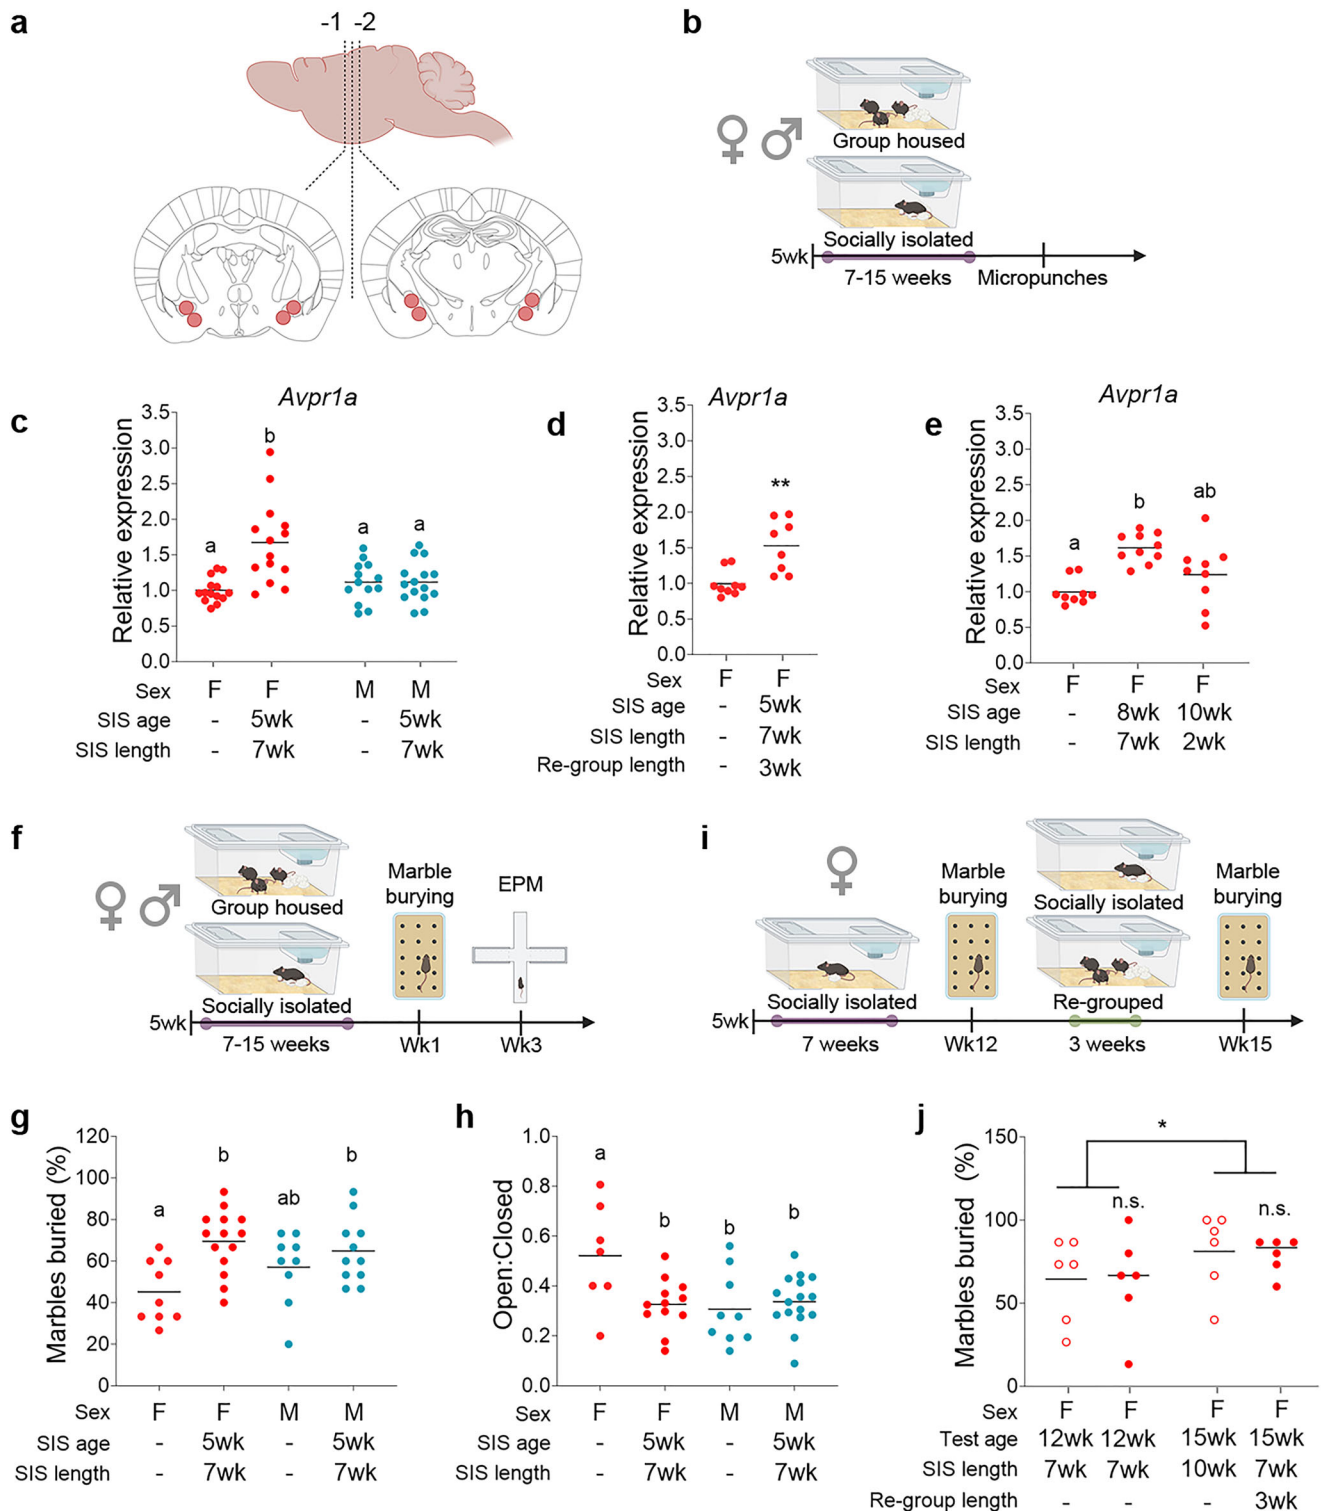 a
-1 -2
b
Group housed
Socially isolated
5wk
7-15 weeks
Micropunches
c
Avpr1a
Relative expression
3.5
3.0
2.5
2.0
1.5
1.0
0.5
0.0
a
b
a
a
Sex F F M M
SIS age - 5wk - 5wk
SIS length - 7wk - 7wk
d
Avpr1a
Relative expression
3.5
3.0
2.5
2.0
1.5
1.0
0.5
0.0
**
Sex F F
SIS age - 5wk
SIS length - 7wk
Re-group length - 3wk
e
Avpr1a
Relative expression
3.5
3.0
2.5
2.0
1.5
1.0
0.5
0.0
a
b
ab
Sex F F F
SIS age - 8wk 10wk
SIS length - 7wk 2wk
f
Group housed
Socially isolated
Marble
burying
EPM
5wk
7-15 weeks
Wk1
Wk3
i
Socially isolated
Marble
burying
Socially isolated
Re-grouped
Marble
burying
5wk
7 weeks
Wk12
3 weeks
Wk15
g
Marbles buried (%)
120
100
80
60
40
20
0
a
b
ab
b
Sex F F M M
SIS age - 5wk - 5wk
SIS length - 7wk - 7wk
h
Open:Closed
1.0
0.8
0.6
0.4
0.2
0.0
a
b
b
b
Sex F F M M
SIS age - 5wk - 5wk
SIS length - 7wk - 7wk
j
Marbles buried (%)
150
100
50
0
*
n.s.
n.s.
Sex F F F F
Test age 12wk 12wk 15wk 15wk
SIS length 7wk 7wk 10wk 7wk
Re-group length - - - 3wk